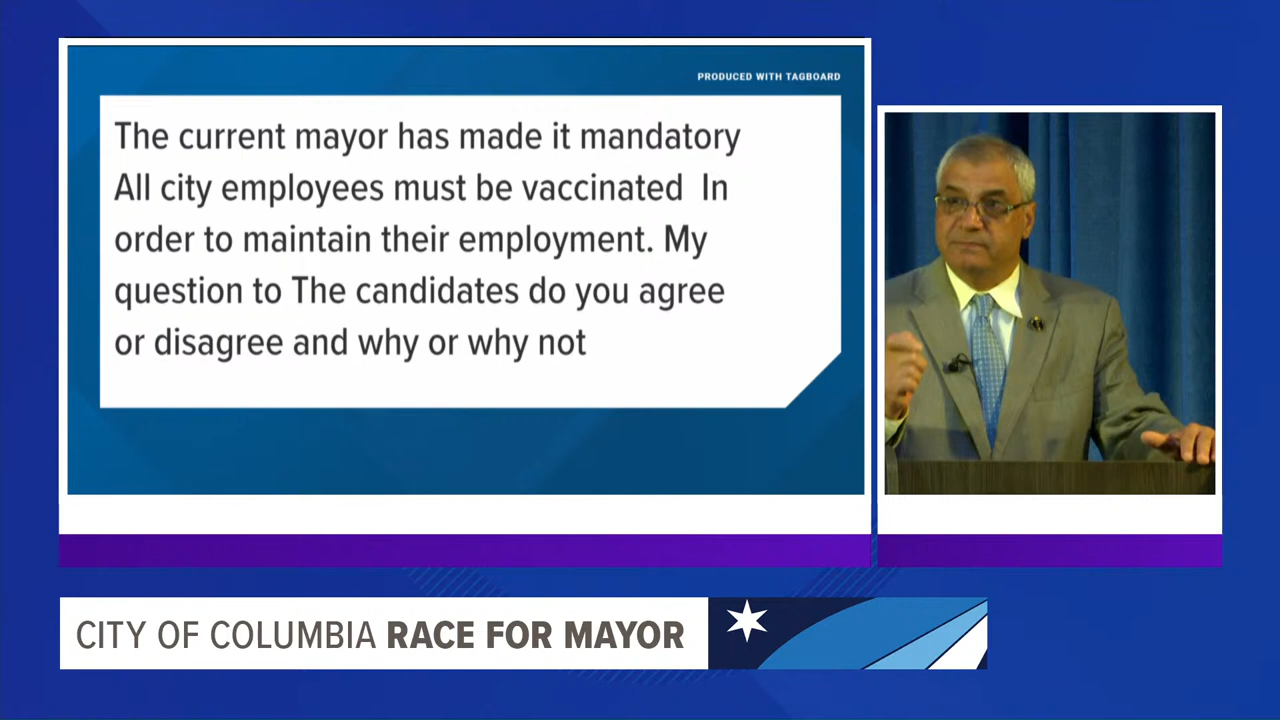 PRODUCED WITH TAGBOARD
The current mayor has made it mandatory
All city employees must be vaccinated  In
order to maintain their employment. My
question to The candidates do you agree
or disagree and why or why not
CITY OF COLUMBIA RACE FOR MAYOR